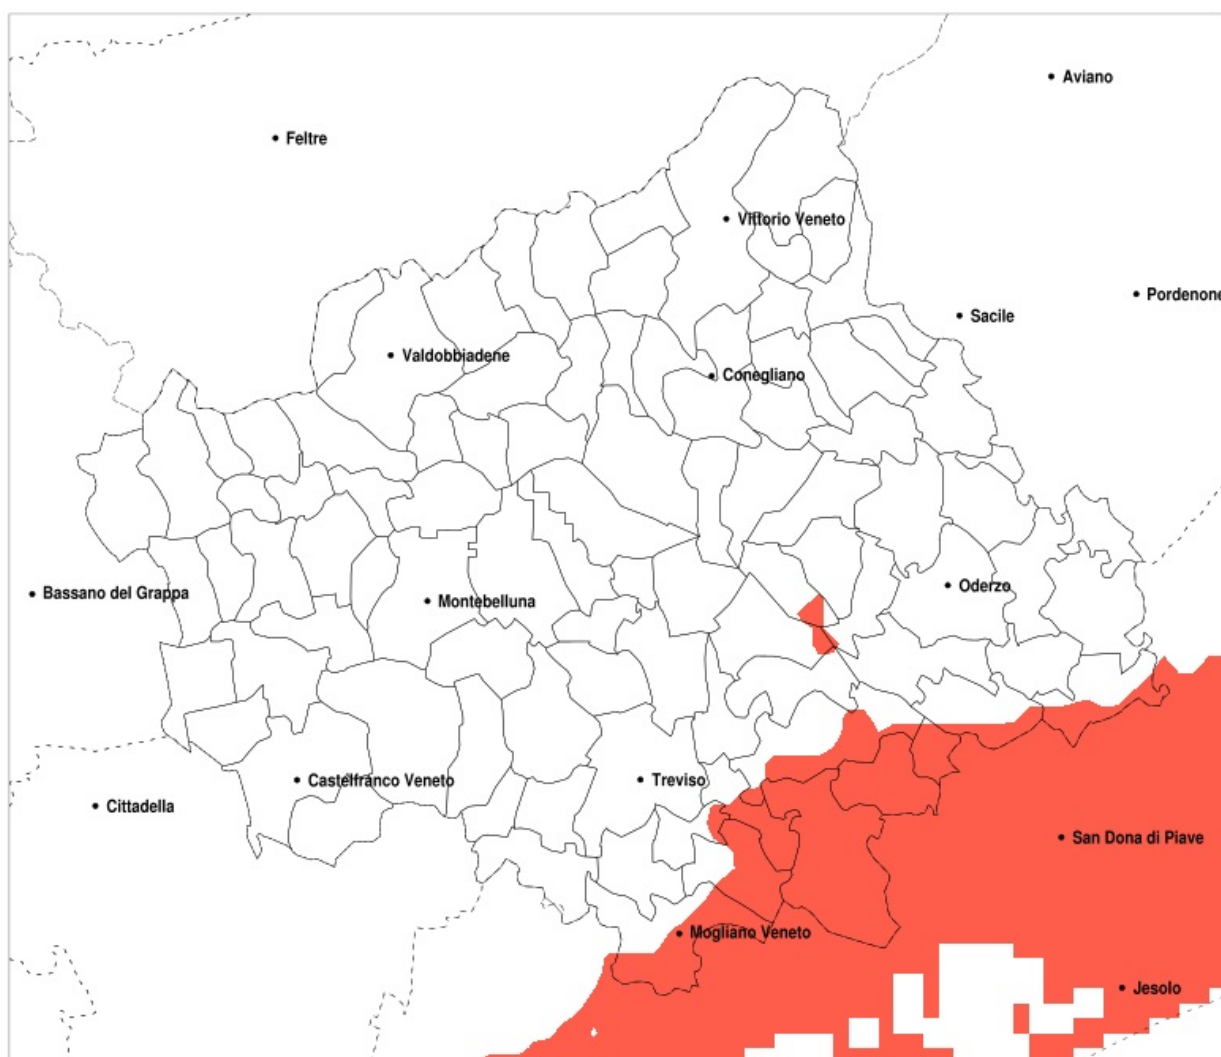 Aviano
Feltre
Vittorio Veneto
Pordenone
Sacile
Valdobbiadene
Conegliano
Oderzo
Bassano del Grappa
Montebelluna
Castelfranco Veneto
Treviso
Cittadella
San Dona di Piave
Mogliano Veneto
Jesolo